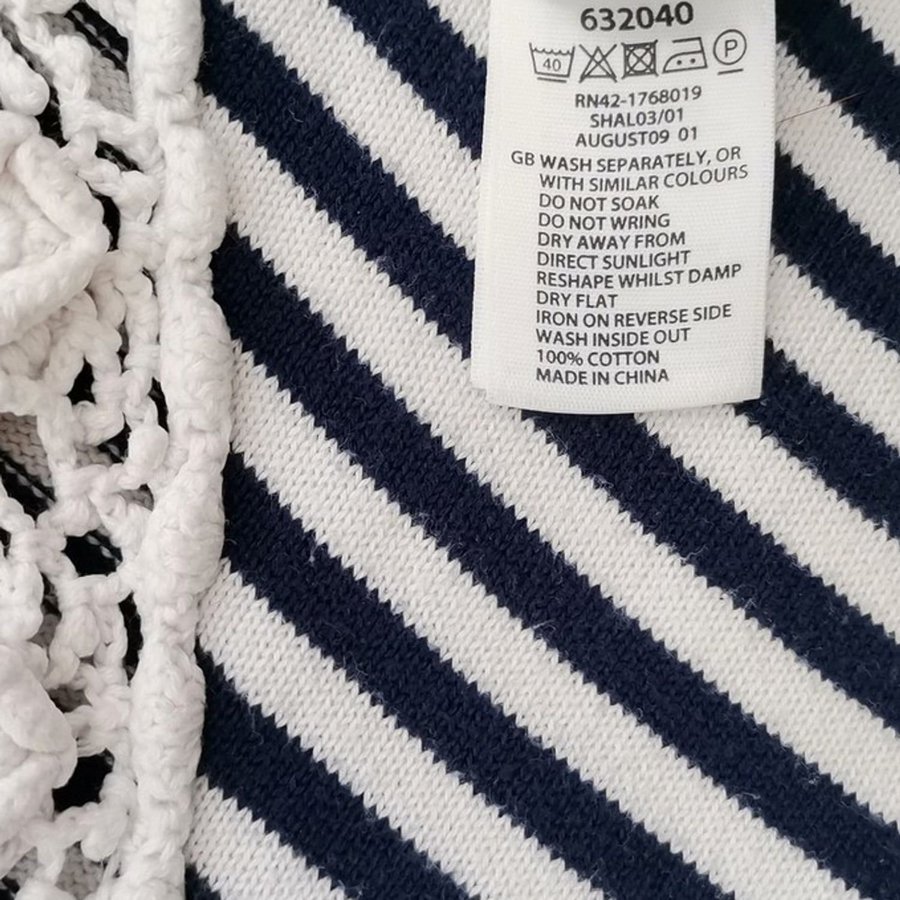 632040
40 P
RN42-1768019
SHAL03/01
AUGUST09 01
GB WASH SEPARATELY, OR
WITH SIMILAR COLOURS
DO NOT SOAK
DO NOT WRING
DRY AWAY FROM
DIRECT SUNLIGHT
RESHAPE WHILST DAMP
DRY FLAT
IRON ON REVERSE SIDE
WASH INSIDE OUT
100% COTTON
MADE IN CHINA